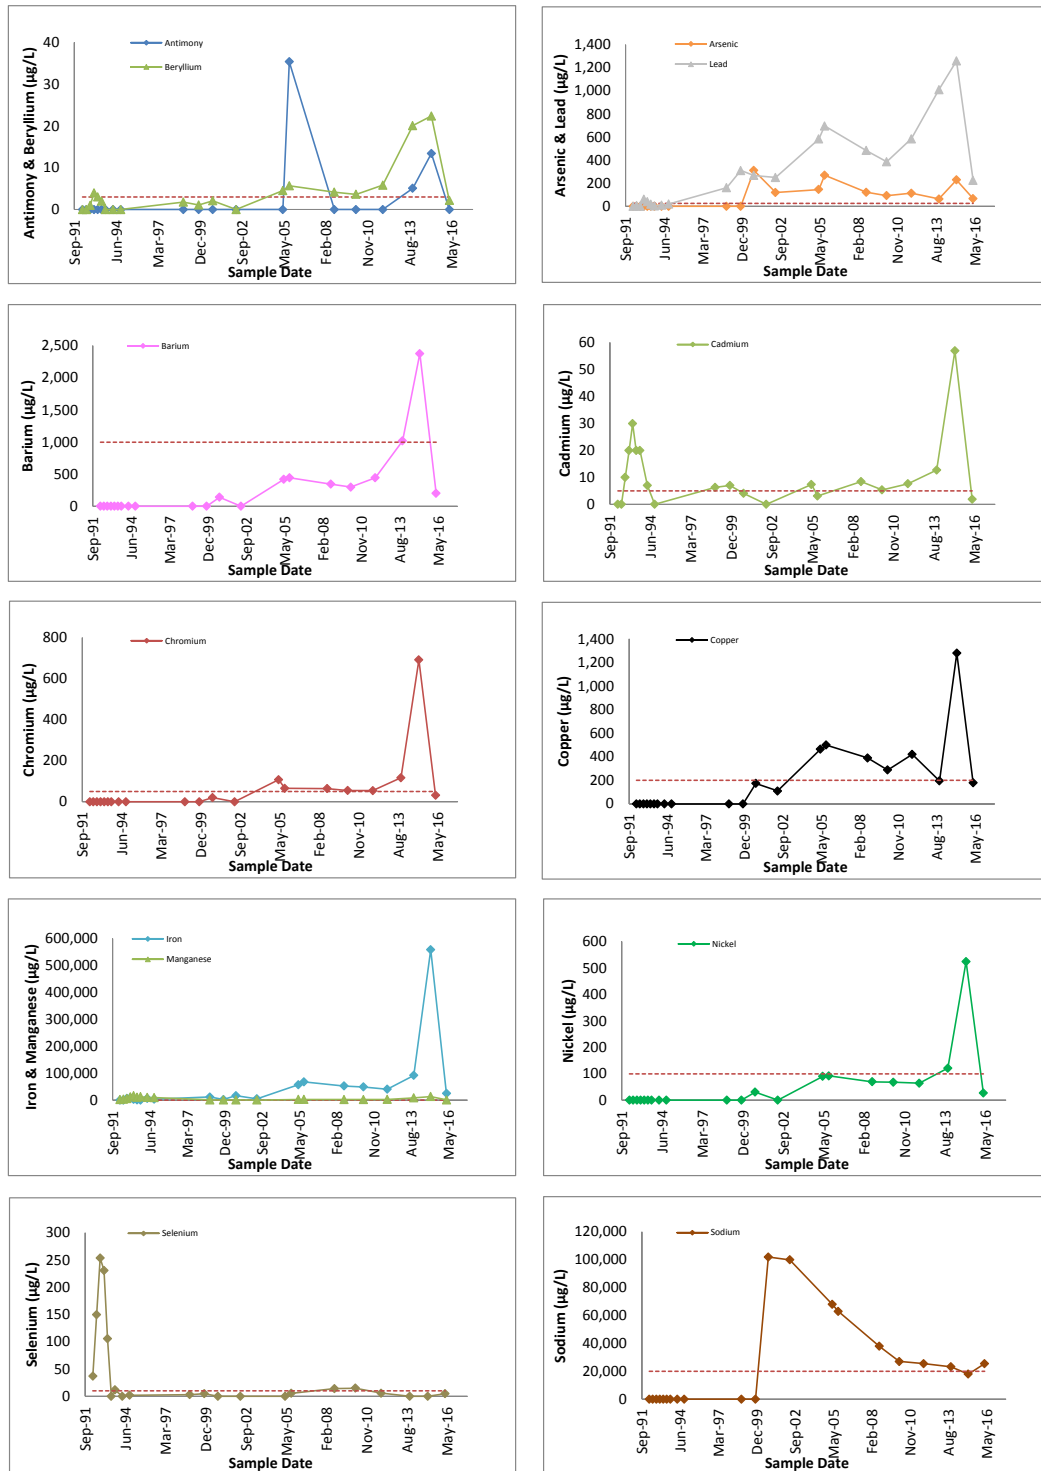 Antimony
Beryllium
Antimony & Beryllium (µg/L)
40
30
20
10
0
Sep-91
Jun-94
Mar-97
Dec-99
Sep-02
May-05
Feb-08
Nov-10
Aug-13
May-16
Sample Date
Arsenic
Lead
Arsenic & Lead (µg/L)
1,400
1,200
1,000
800
600
400
200
0
Sep-91
Jun-94
Mar-97
Dec-99
Sep-02
May-05
Feb-08
Nov-10
Aug-13
May-16
Sample Date
Barium
Barium (µg/L)
2,500
2,000
1,500
1,000
500
0
Sep-91
Jun-94
Mar-97
Dec-99
Sep-02
May-05
Feb-08
Nov-10
Aug-13
May-16
Sample Date
Cadmium
Cadmium (µg/L)
60
50
40
30
20
10
0
Sep-91
Jun-94
Mar-97
Dec-99
Sep-02
May-05
Feb-08
Nov-10
Aug-13
May-16
Sample Date
Chromium
Chromium (µg/L)
800
600
400
200
0
Sep-91
Jun-94
Mar-97
Dec-99
Sep-02
May-05
Feb-08
Nov-10
Aug-13
May-16
Sample Date
Copper
Copper (µg/L)
1,400
1,200
1,000
800
600
400
200
0
Sep-91
Jun-94
Mar-97
Dec-99
Sep-02
May-05
Feb-08
Nov-10
Aug-13
May-16
Sample Date
Iron
Manganese
Iron & Manganese (µg/L)
600,000
500,000
400,000
300,000
200,000
100,000
0
Sep-91
Jun-94
Mar-97
Dec-99
Sep-02
May-05
Feb-08
Nov-10
Aug-13
May-16
Sample Date
Nickel
Nickel (µg/L)
600
500
400
300
200
100
0
Sep-91
Jun-94
Mar-97
Dec-99
Sep-02
May-05
Feb-08
Nov-10
Aug-13
May-16
Sample Date
Selenium
Selenium (µg/L)
300
250
200
150
100
50
0
Sep-91
Jun-94
Mar-97
Dec-99
Sep-02
May-05
Feb-08
Nov-10
Aug-13
May-16
Sample Date
Sodium
Sodium (µg/L)
120,000
100,000
80,000
60,000
40,000
20,000
0
Sep-91
Jun-94
Mar-97
Dec-99
Sep-02
May-05
Feb-08
Nov-10
Aug-13
May-16
Sample Date